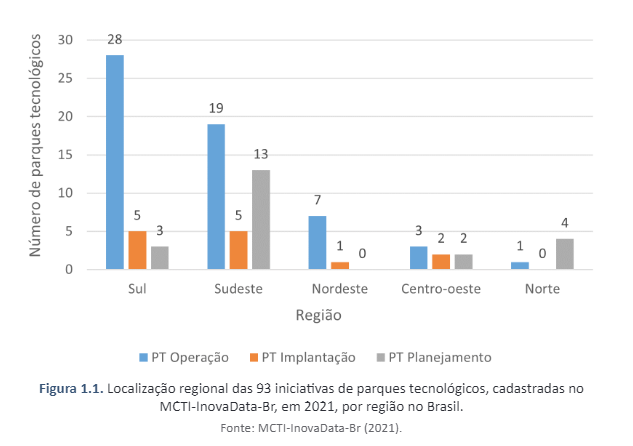 Número de parques tecnológicos
30
25
20
15
10
5
0
28
5
3
19
5
13
7
1
0
3
2
2
1
0
4
Sul
Sudeste
Nordeste
Centro-oeste
Norte
Região
PT Operação
PT Implantação
PT Planejamento
Figura 1.1. Localização regional das 93 iniciativas de parques tecnológicos, cadastradas no
MCTI-InovaData-Br, em 2021, por região no Brasil.
Fonte: MCTI-InovaData-Br (2021).